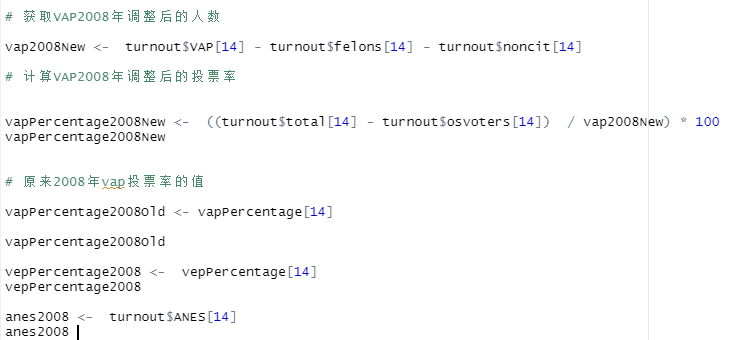 # 获取VAP2008年调整后的人数
vap2008New <-  turnout$VAP[14] - turnout$felons[14] - turnout$noncit[14]
# 计算VAP2008年调整后的投票率
vapPercentage2008New <-  ((turnout$total[14] - turnout$osvoters[14])  / vap2008New) * 100
vapPercentage2008New
# 原来2008年vap投票率的值
vapPercentage2008Old <- vapPercentage[14]
vapPercentage2008Old
vepPercentage2008 <-  vepPercentage[14]
vepPercentage2008
anes2008 <-  turnout$ANES[14]
anes2008